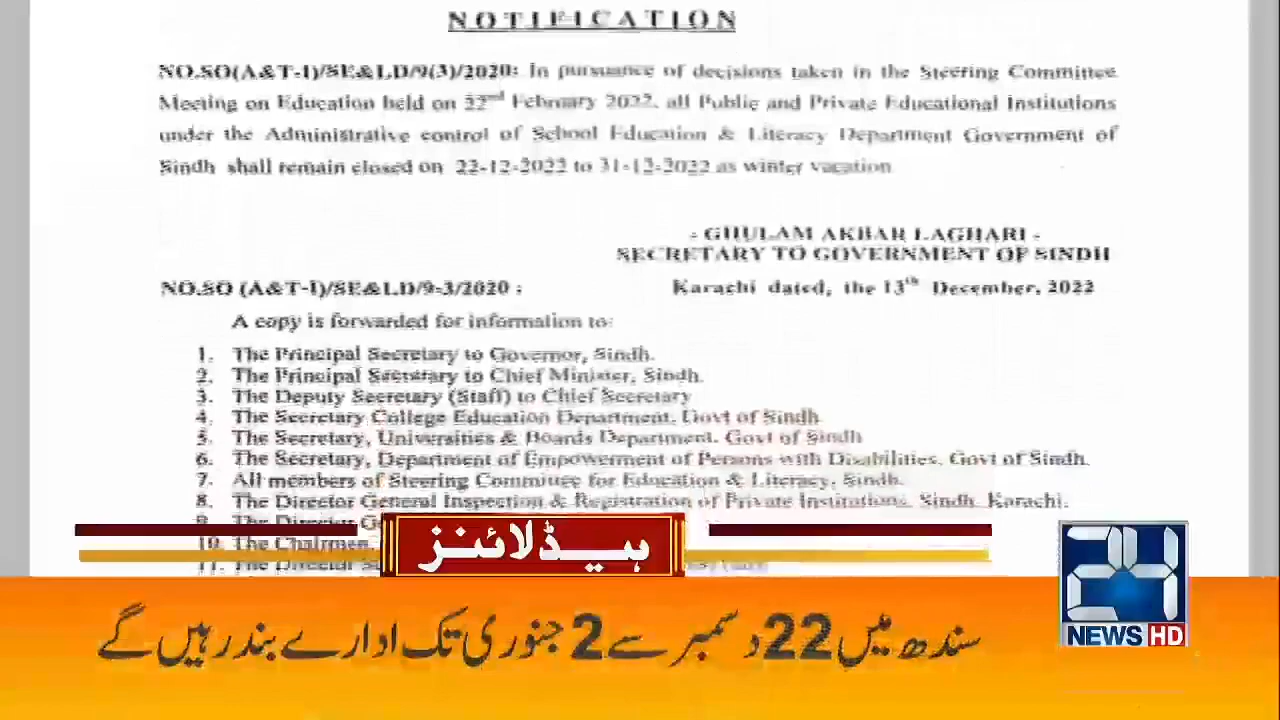 NOTIFICATION
NO.SO(A&T-I)/SE&LD/9(3)/2020: In pursuance of decisions taken in the Steering Committee
Meeting on Education held on 22nd February 2022, all Public and Private Educational Institutions
under the Administrative control of School Education & Literacy Department Government of
Sindh shall remain closed on 22-12-2022 to 31-12-2022 as winter vacation
- GHULAM AKBAR LAGHARI -
SECRETARY TO GOVERNMENT OF SINDH
NO.SO (A&T-I)/SE&LD/9-3/2020 :
Karachi dated, the 13th December, 2022
A copy is forwarded for information to:
1. The Principal Secretary to Governor, Sindh.
2. The Principal Secretary to Chief Minister, Sindh.
3. The Deputy Secretary (Staff) to Chief Secretary
4. The Secretary College Education Department, Govt of Sindh
5. The Secretary, Universities & Boards Department, Govt of Sindh
6. The Secretary, Department of Empowerment of Persons with Disabilities, Govt of Sindh.
7. All members of Steering Committee for Education & Literacy, Sindh.
8. The Director General Inspection & Registration of Private Institutions, Sindh, Karachi.
9. The Director
10. The Chairmen,
11. The Director
ہیڈلائنز
24
NEWS HD
سندھ میں 22 دسمبر سے 2 جنوری تک ادارے بند رہیں گے